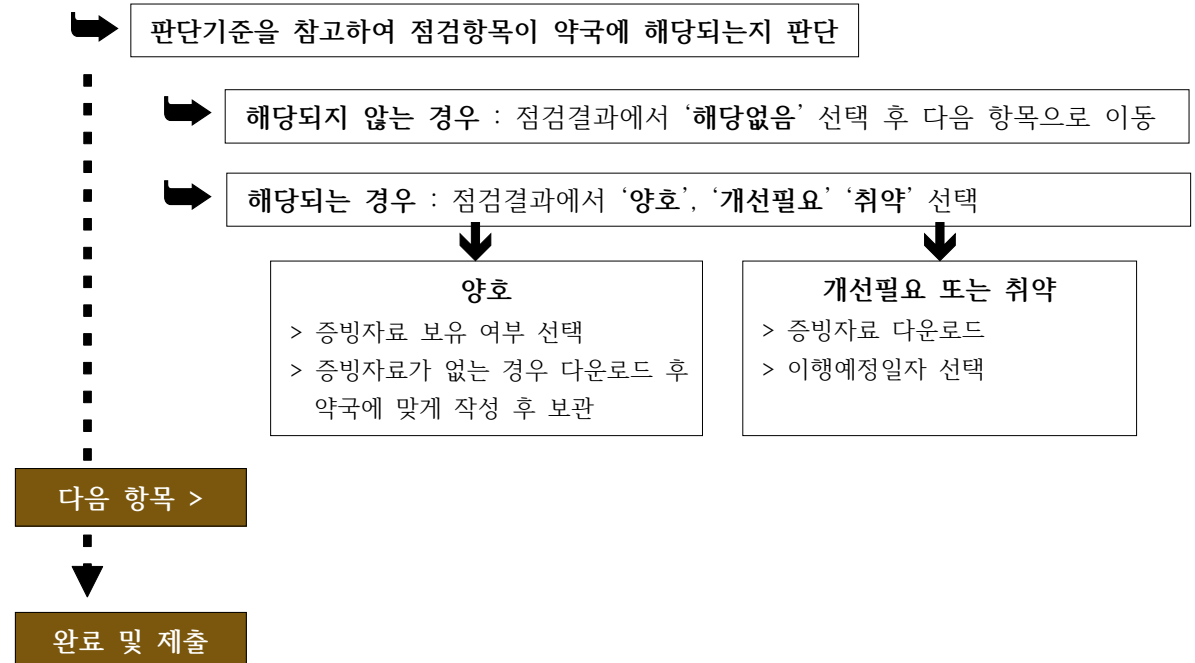 판단기준을 참고하여 점검항목이 약국에 해당되는지 판단
해당되지 않는 경우 : 점검결과에서 ‘해당없음’ 선택 후 다음 항목으로 이동
해당되는 경우 : 점검결과에서 ‘양호’, ‘개선필요’ ‘취약’ 선택
양호
> 증빙자료 보유 여부 선택
> 증빙자료가 없는 경우 다운로드 후
약국에 맞게 작성 후 보관
개선필요 또는 취약
> 증빙자료 다운로드
> 이행예정일자 선택
다음 항목 >
완료 및 제출